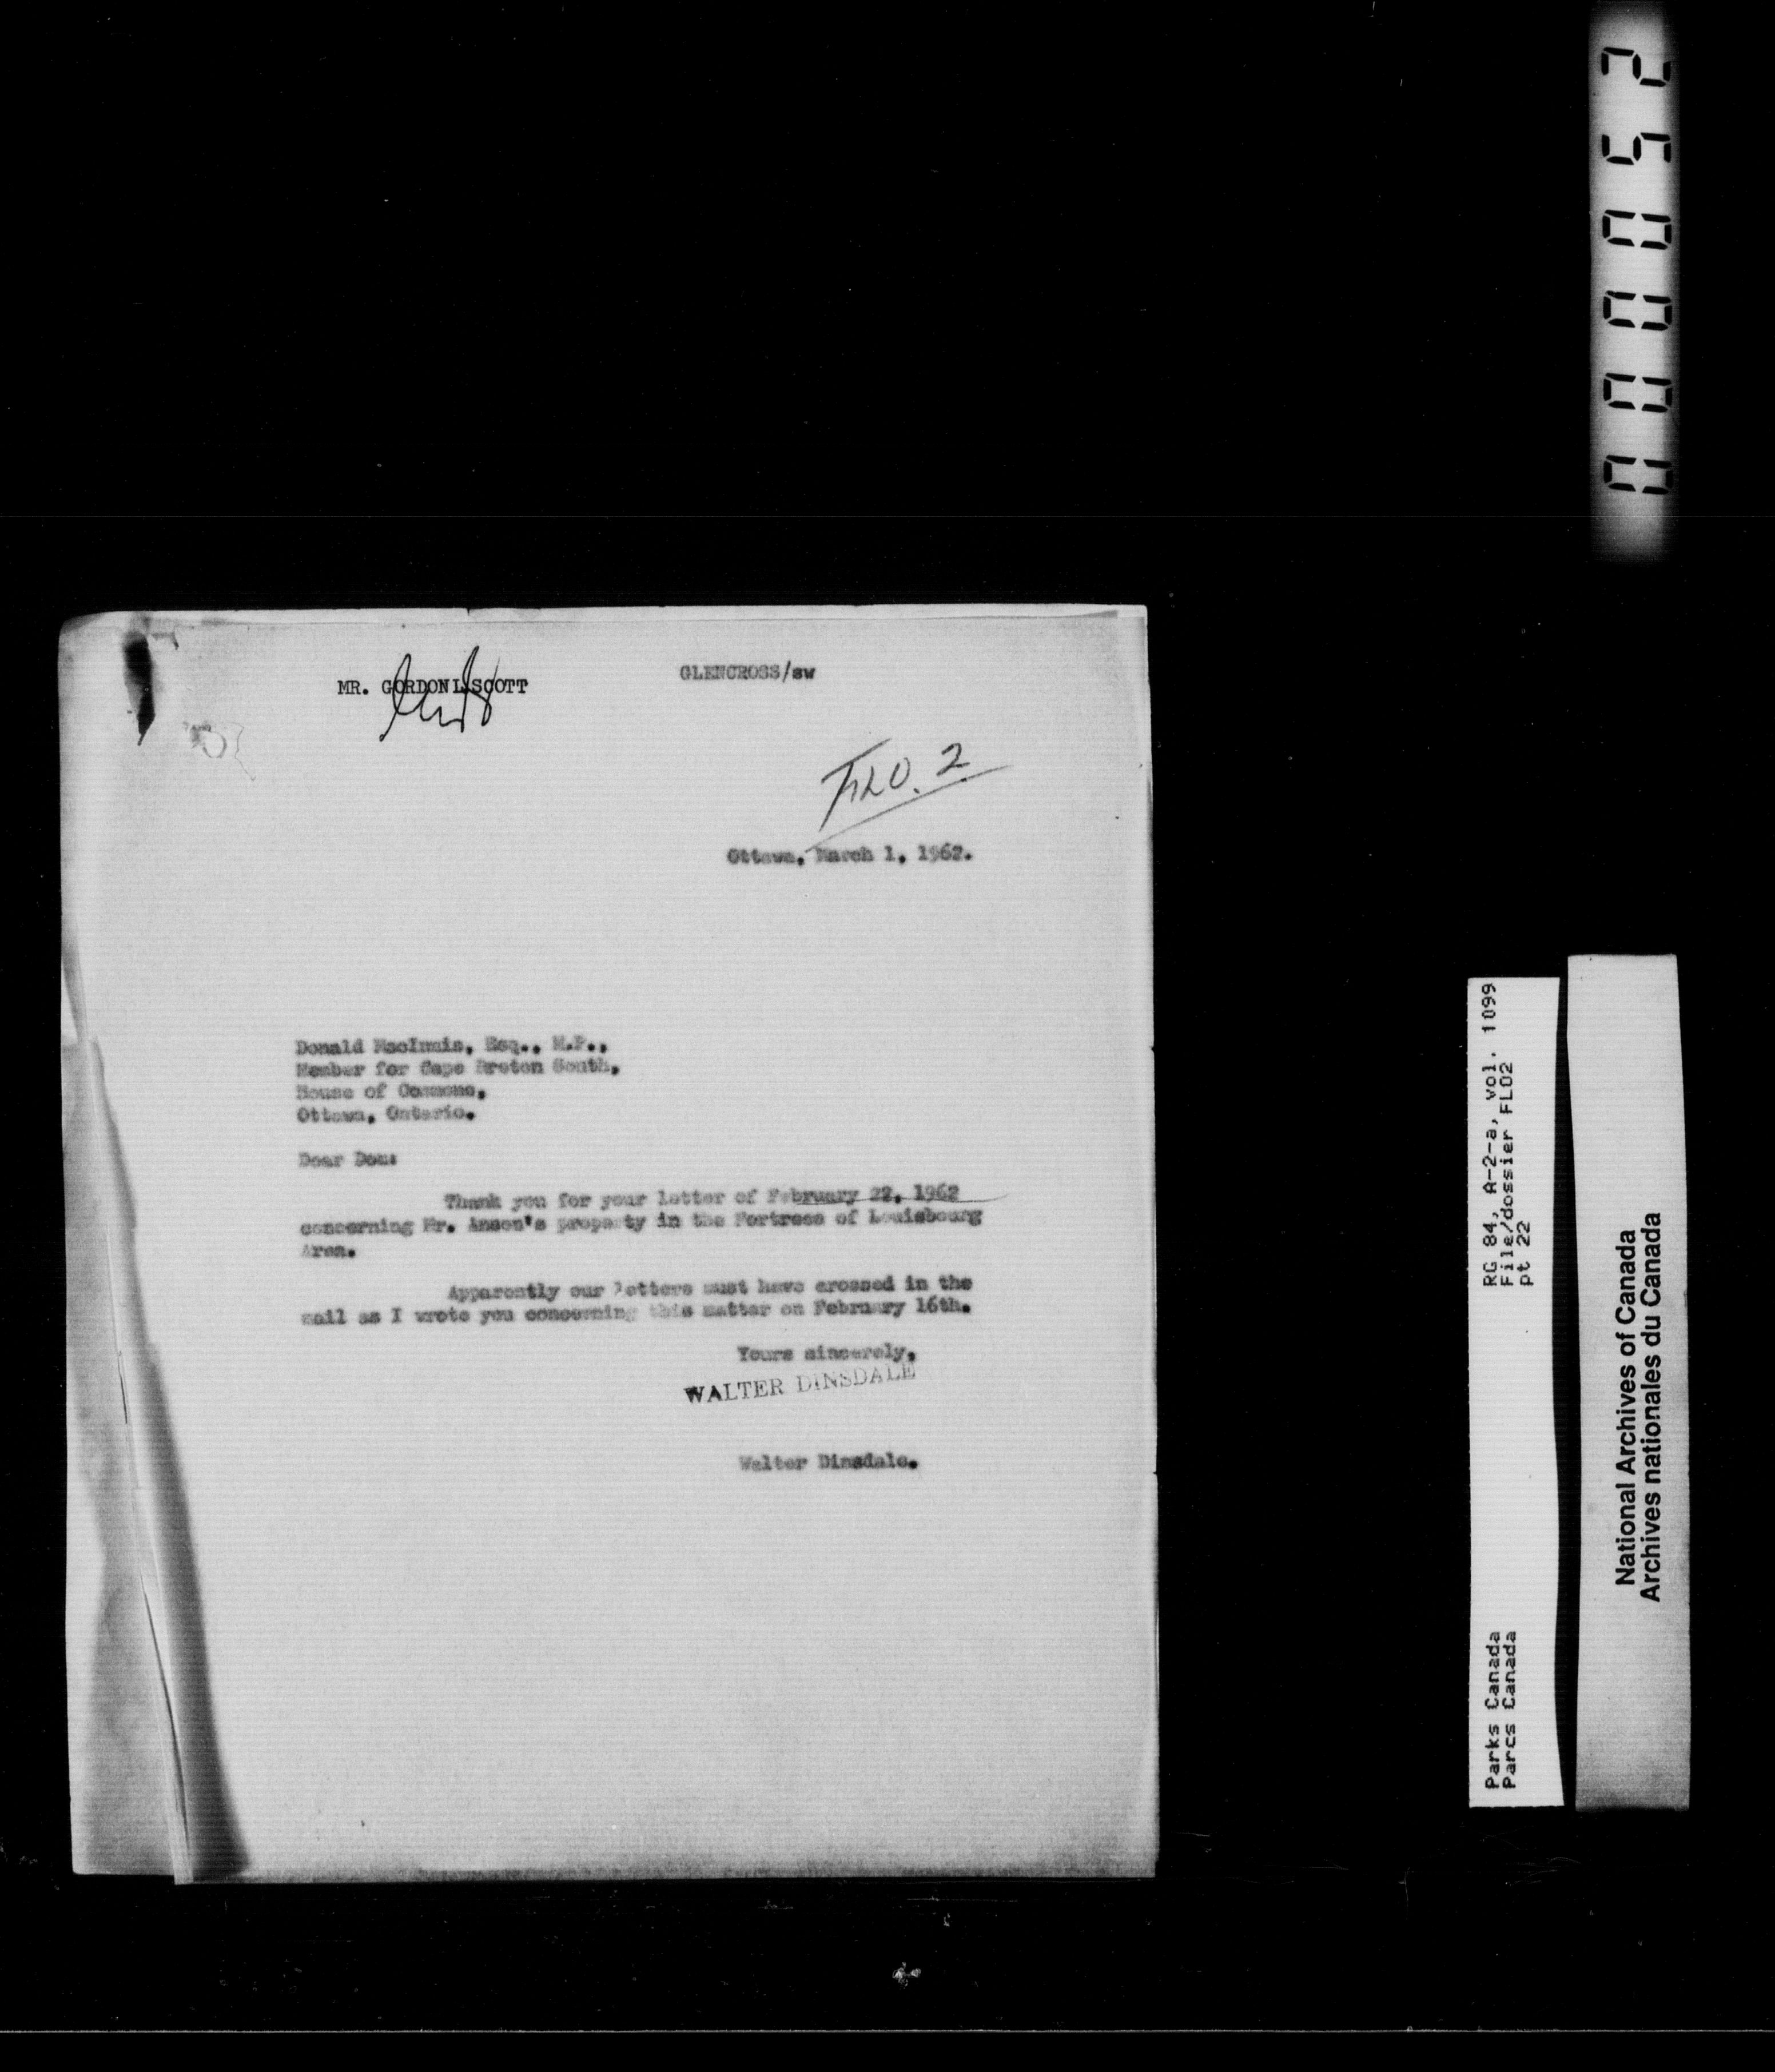 MR. GORDON L. SCOTT
GLENCROSS/sw
FLO. 2
Ottawa, March 1, 1962.
Donald MacInnis, Esq., M.P.,
Member for Cape Breton South,
House of Commons,
Ottawa, Ontario.
Dear Don:
Thank you for your letter of February 22, 1962
concerning Mr. Anson's property in the Fortress of Louisbourg
Area.
Apparently our letters must have crossed in the
mail as I wrote you concerning this matter on February 16th.
Yours sincerely,
WALTER DINSDALE
Walter Dinsdale.
000052
RG 84, A-2-a, vol. 1099
File/dossier FLO2
pt 22
Parks Canada
Parcs Canada
National Archives of Canada
Archives nationales du Canada